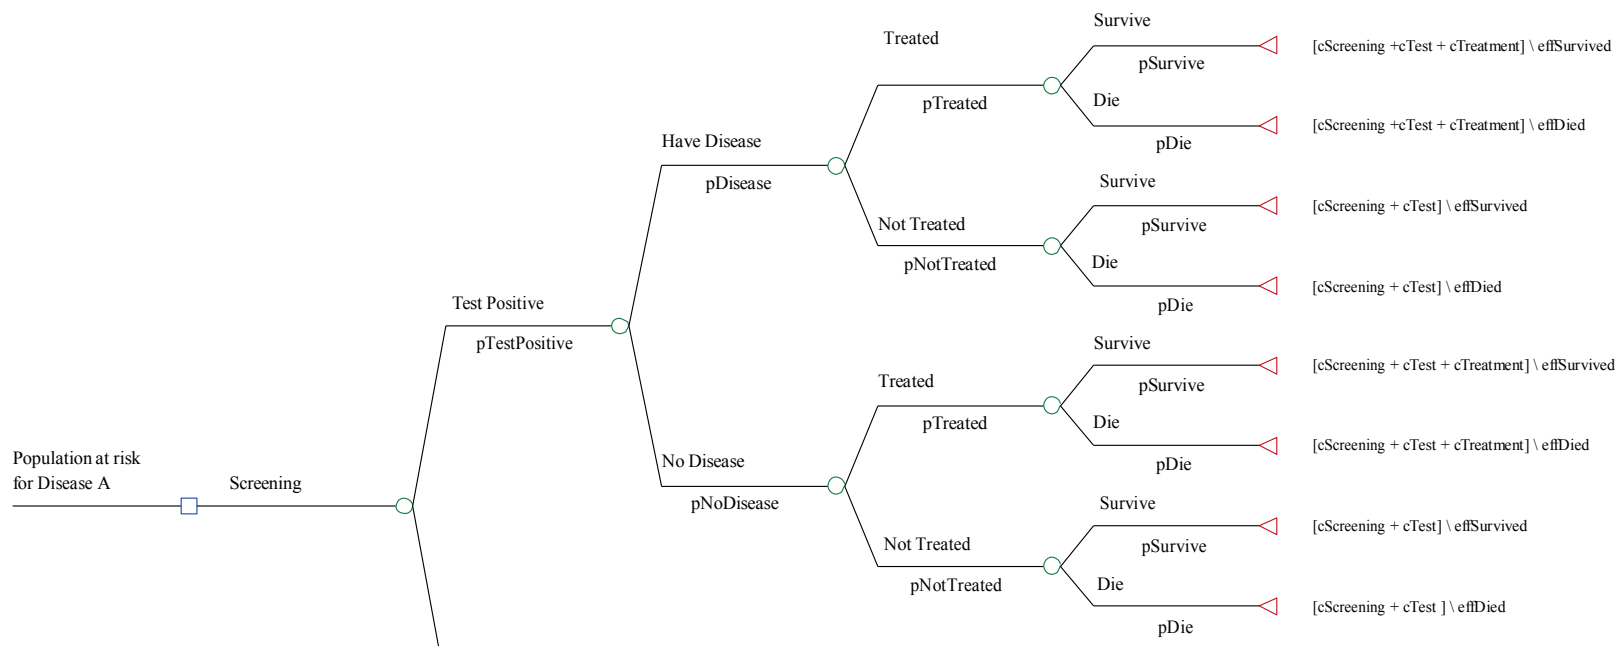 Survive
Treated
[cScreening +cTest + cTreatment] \ effSurvived
pSurvive
pTreated
Die
[cScreening +cTest + cTreatment] \ effDied
Have Disease
pDie
pDisease
Survive
[cScreening + cTest] \ effSurvived
Not Treated
pSurvive
pNotTreated
Die
[cScreening + cTest] \ effDied
Test Positive
pDie
pTestPositive
Survive
[cScreening + cTest + cTreatment] \ effSurvived
Treated
pSurvive
pTreated
Die
[cScreening + cTest + cTreatment] \ effDied
Population at risk
for Disease A
Screening
No Disease
pDie
pNoDisease
Survive
[cScreening + cTest] \ effSurvived
Not Treated
pSurvive
pNotTreated
Die
[cScreening + cTest ] \ effDied
pDie